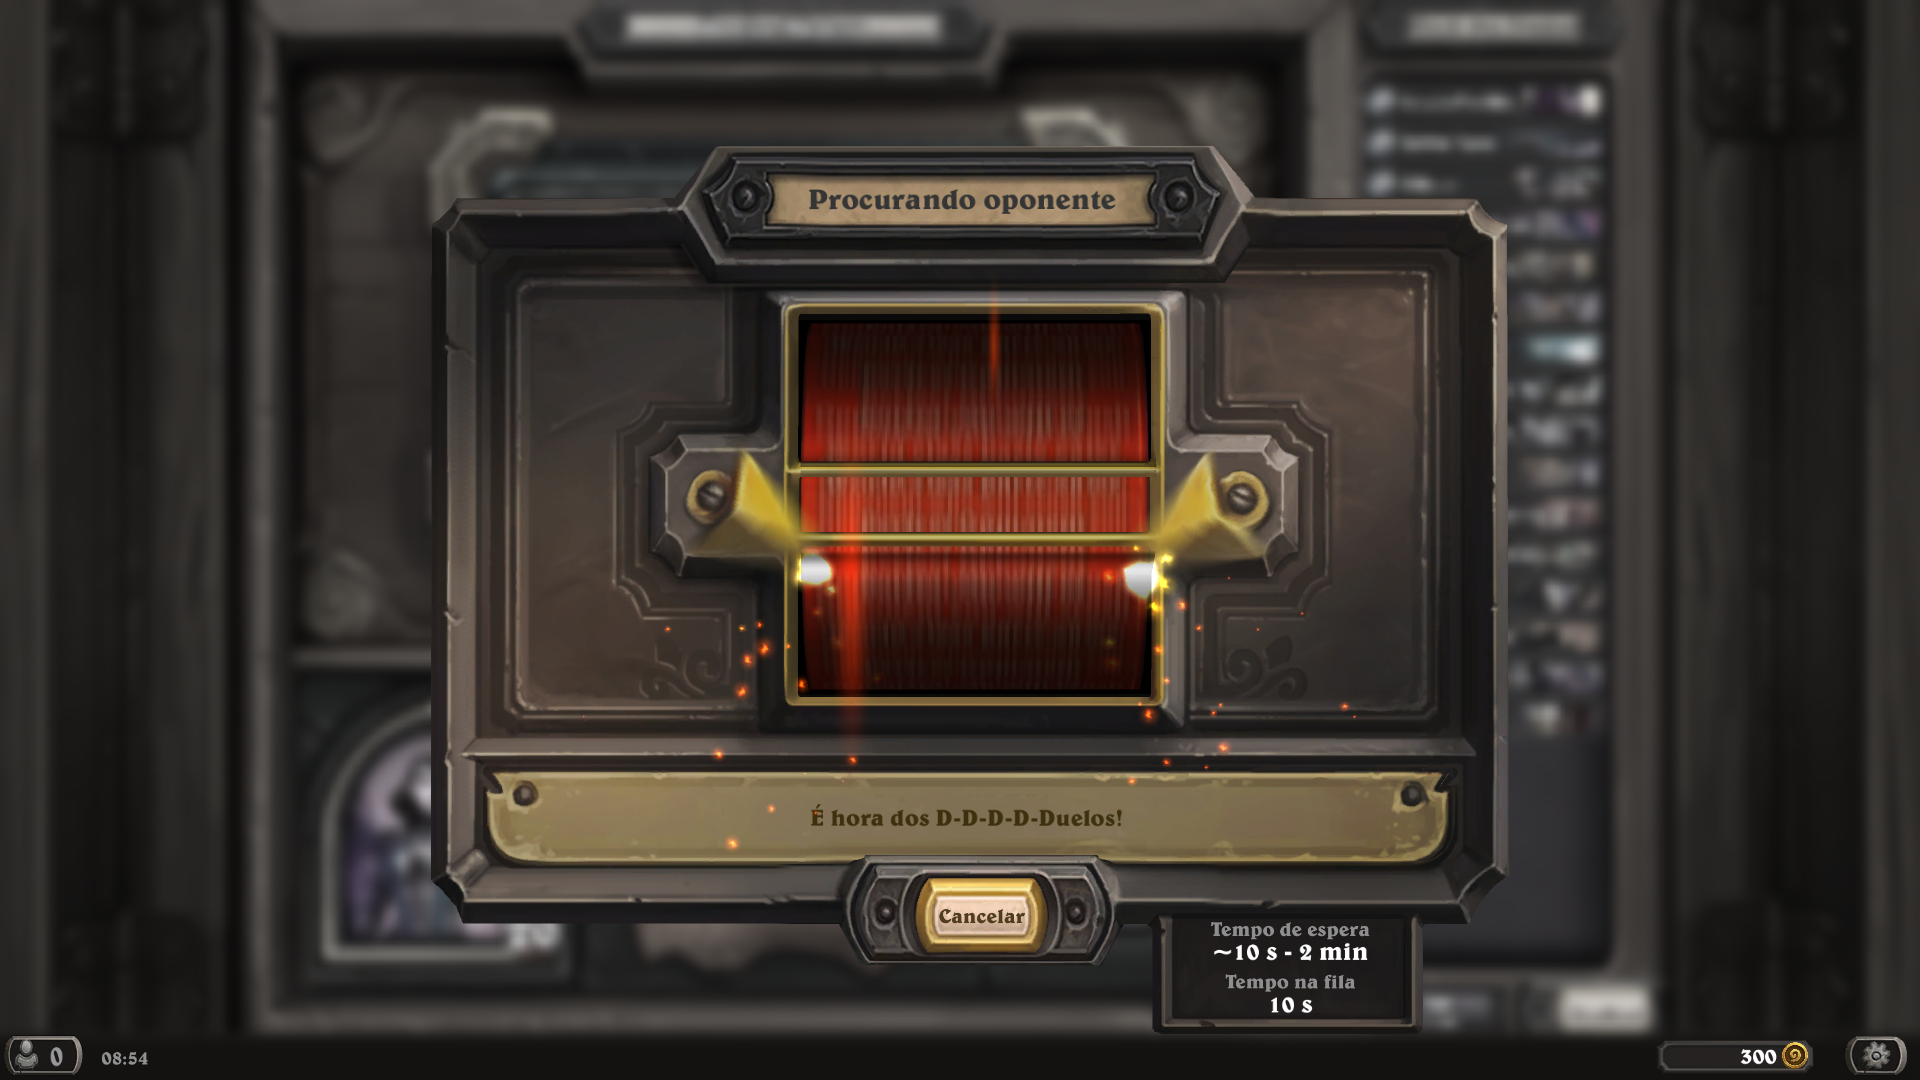 Procurando oponente
É hora dos D-D-D-D-Duelos!
Cancelar
Tempo de espera
~10 s - 2 min
Tempo na fila
10 s
0
08:54
300